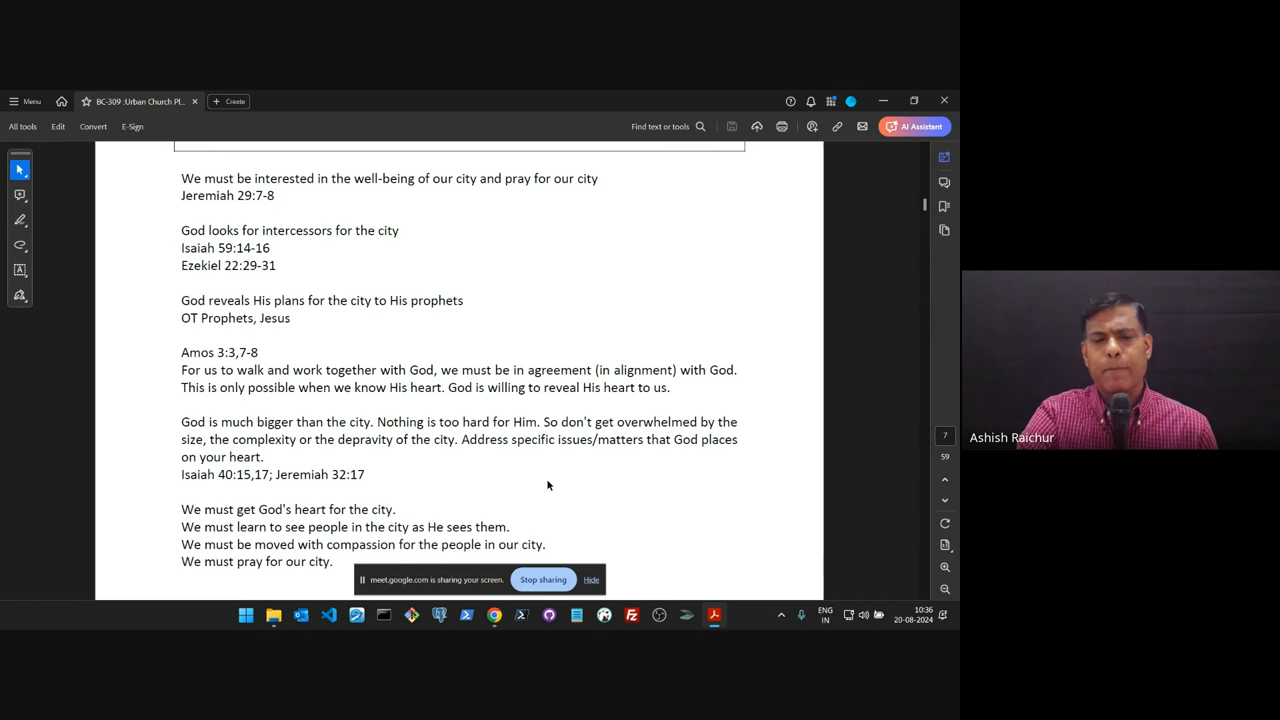 Menu
BC-309 :Urban Church Pl...
Create
All tools
Edit
Convert
E-Sign
Find text or tools
AI Assistant
We must be interested in the well-being of our city and pray for our city
Jeremiah 29:7-8
God looks for intercessors for the city
Isaiah 59:14-16
Ezekiel 22:29-31
God reveals His plans for the city to His prophets
OT Prophets, Jesus
Amos 3:3,7-8
For us to walk and work together with God, we must be in agreement (in alignment) with God.
This is only possible when we know His heart. God is willing to reveal His heart to us.
God is much bigger than the city. Nothing is too hard for Him. So don't get overwhelmed by the
size, the complexity or the depravity of the city. Address specific issues/matters that God places
on your heart.
Isaiah 40:15,17; Jeremiah 32:17
We must get God's heart for the city.
We must learn to see people in the city as He sees them.
We must be moved with compassion for the people in our city.
We must pray for our city.
7
59
Ashish Raichur
meet.google.com is sharing your screen.
Stop sharing
Hide
ENG
IN
10:36
20-08-2024